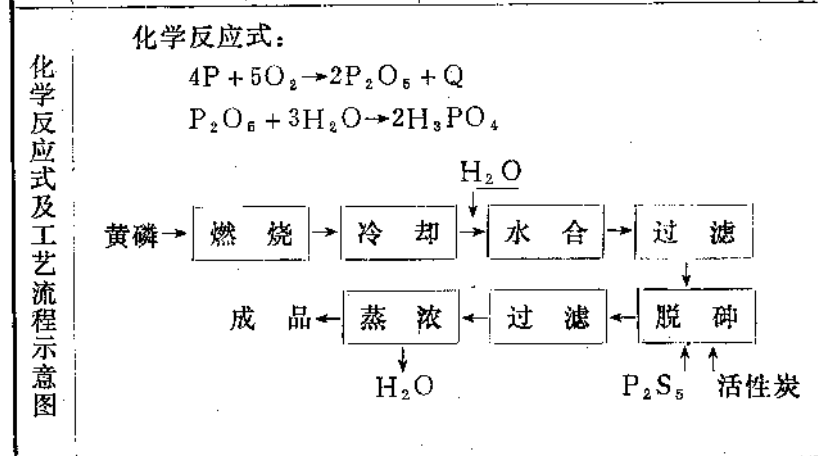 化学反应式及工艺流程示意图
化学反应式：
4P+5O₂→2P₂O₅+Q
P₂O₅+3H₂O→2H₃PO₄
H₂O
黄磷→燃烧→冷却→水合→过滤
成品←蒸浓←过滤←脱砷
H₂O P₂S₅ 活性炭